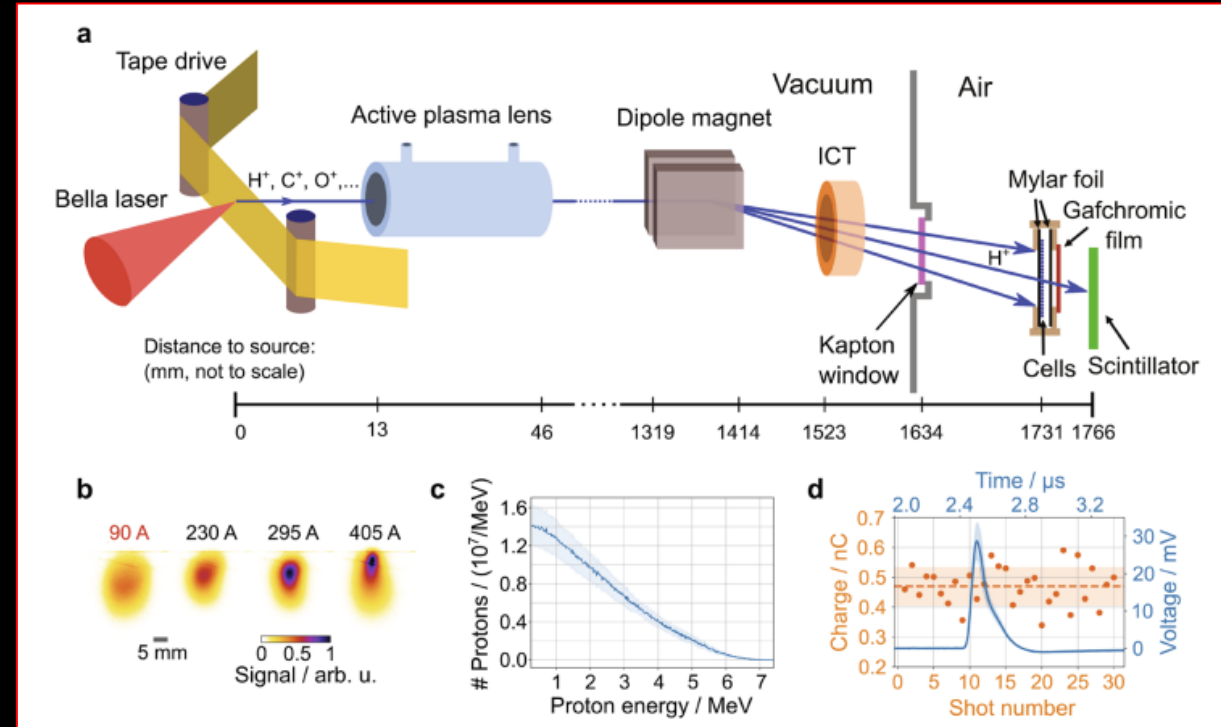 a
Tape drive
Active plasma lens
Dipole magnet
Vacuum
Air
ICT
Mylar foil
Gafchromic
film
H⁺, C⁺, O⁺,...
Bella laser
H⁺
Kapton
window
Cells
Scintillator
Distance to source:
(mm, not to scale)
0 13 46 1319 1414 1523 1634 1731 1766
b
90 A 230 A 295 A 405 A
5 mm
0 0.5 1
Signal / arb. u.
c
# Protons / (10⁷/MeV)
1.6
1.2
0.8
0.4
0.0
1 2 3 4 5 6 7
Proton energy / MeV
d
Time / µs
2.0 2.4 2.8 3.2
Charge / nC
0.7
0.6
0.5
0.4
0.3
0.2
30
20
10
0
Voltage / mV
0 5 10 15 20 25 30
Shot number